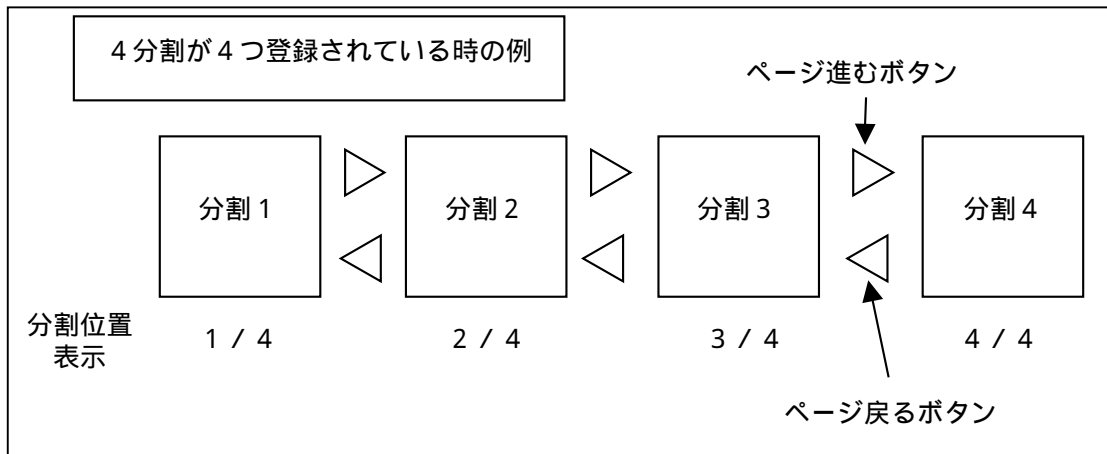 ４分割が４つ登録されている時の例
ページ進むボタン
分割１
分割２
分割３
分割４
分割位置
表示
１／４
２／４
３／４
４／４
ページ戻るボタン